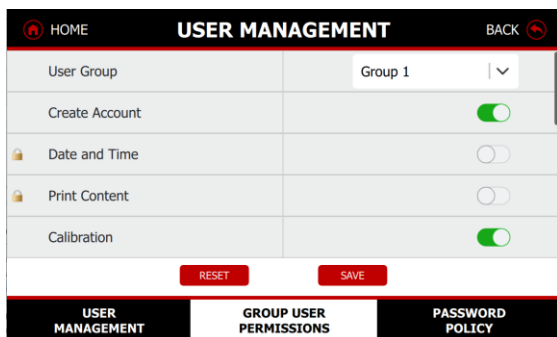 HOME
USER MANAGEMENT
BACK
User Group
Group 1
Create Account
Date and Time
Print Content
Calibration
RESET
SAVE
USER
MANAGEMENT
GROUP USER
PERMISSIONS
PASSWORD
POLICY